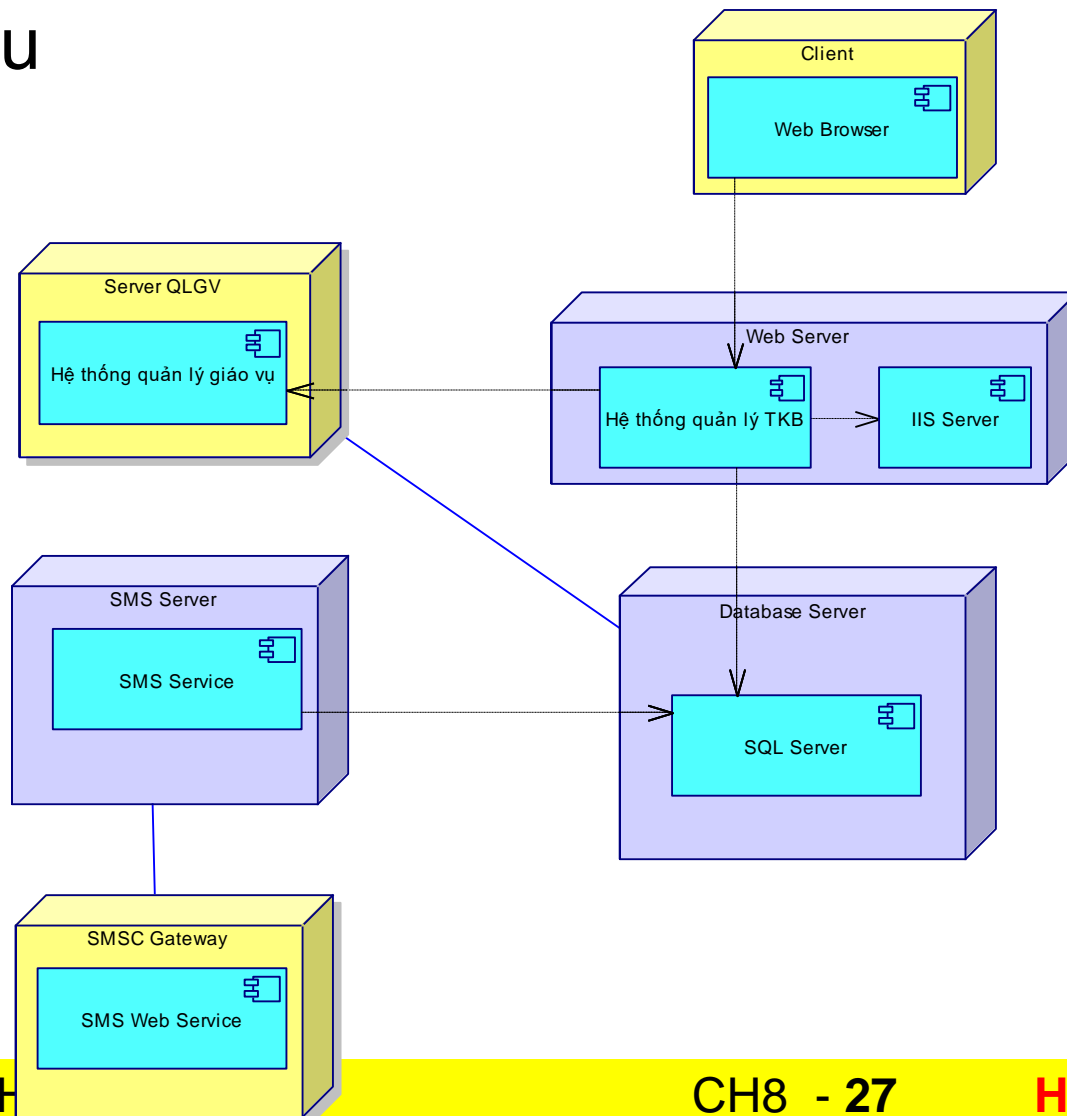 u
Client
Web Browser
Server QLGV
Hệ thống quản lý giáo vụ
Web Server
Hệ thống quản lý TKB
IIS Server
SMS Server
SMS Service
Database Server
SQL Server
SMSC Gateway
SMS Web Service
H
CH8 - 27
H